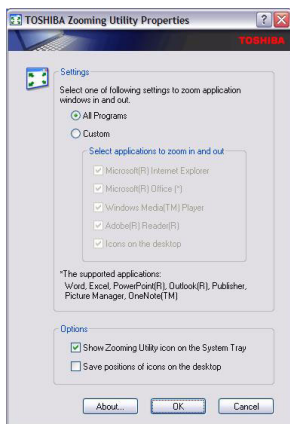 TOSHIBA Zooming Utility Properties
TOSHIBA
Settings
Select one of following settings to zoom application
windows in and out.
All Programs
Custom
Select applications to zoom in and out
Microsoft(R) Internet Explorer
Microsoft(R) Office (*)
Windows Media(TM) Player
Adobe(R) Reader(R)
Icons on the desktop
*The supported applications:
Word, Excel, PowerPoint(R), Outlook(R), Publisher,
Picture Manager, OneNote(TM)
Options
Show Zooming Utility icon on the System Tray
Save positions of icons on the desktop
About...
OK
Cancel